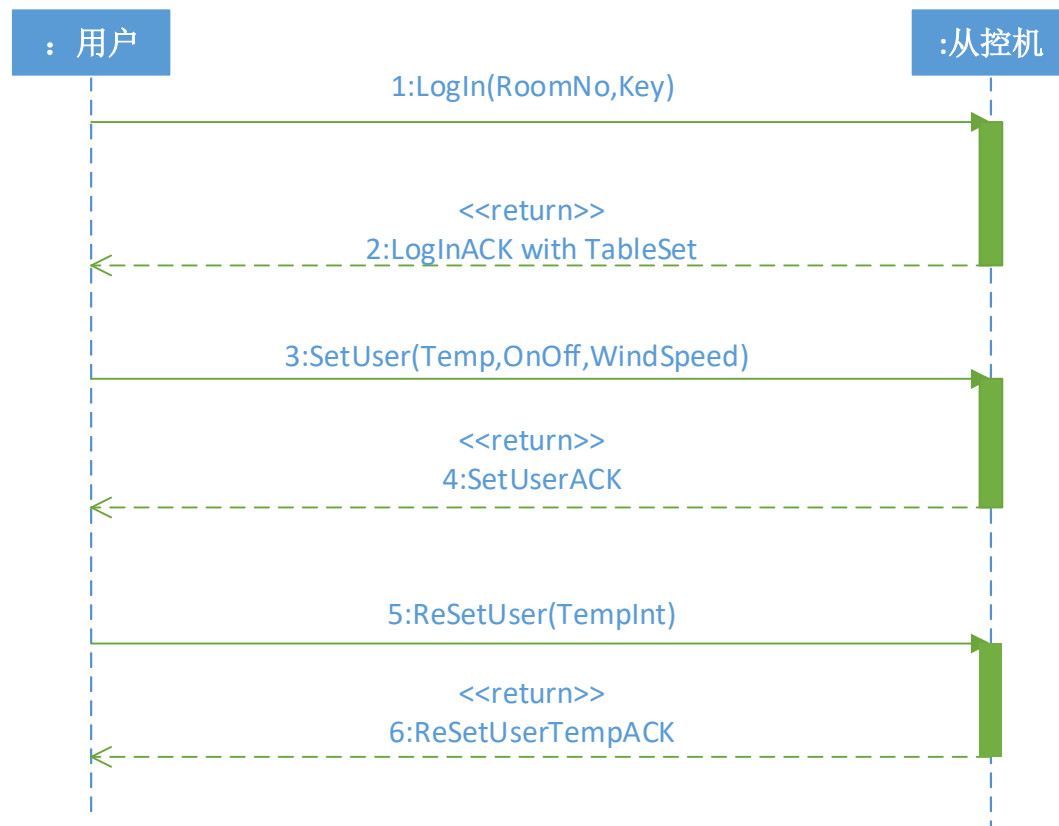 ：用户
:从控机
1:LogIn(RoomNo,Key)
<<return>>
2:LogInACK with TableSet
3:SetUser(Temp,OnOff,WindSpeed)
<<return>>
4:SetUserACK
5:ReSetUser(TempInt)
<<return>>
6:ReSetUserTempACK